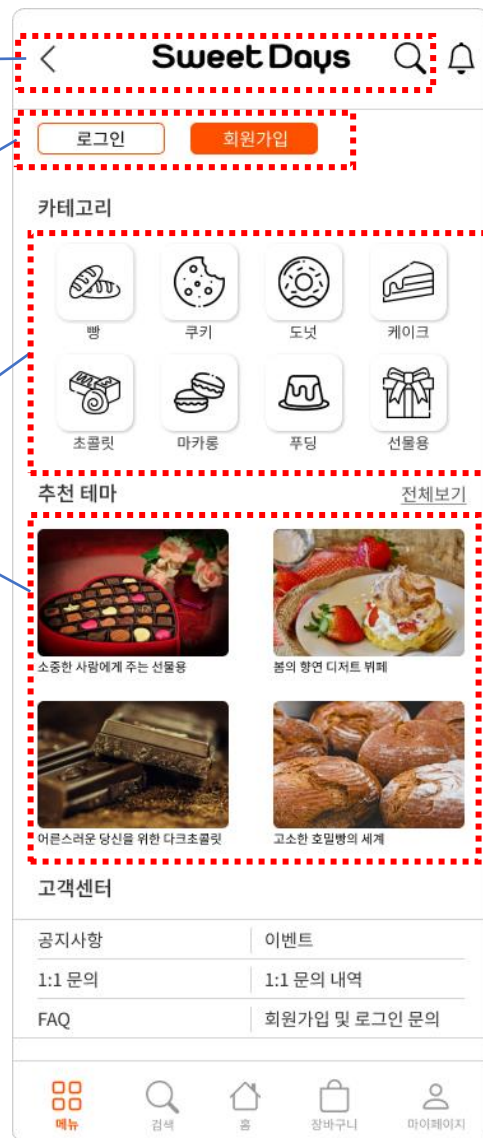 Sweet Days
로그인 회원가입
카테고리
빵 쿠키 도넛 케이크
초콜릿 마카롱 푸딩 선물용
추천 테마 전체보기
소중한 사람에게 주는 선물용 봄의 향연 디저트 뷔페
어른스러운 당신을 위한 다크초콜릿 고소한 호밀빵의 세계
고객센터
공지사항 이벤트
1:1 문의 1:1 문의 내역
FAQ 회원가입 및 로그인 문의
메뉴 검색 홈 장바구니 마이페이지